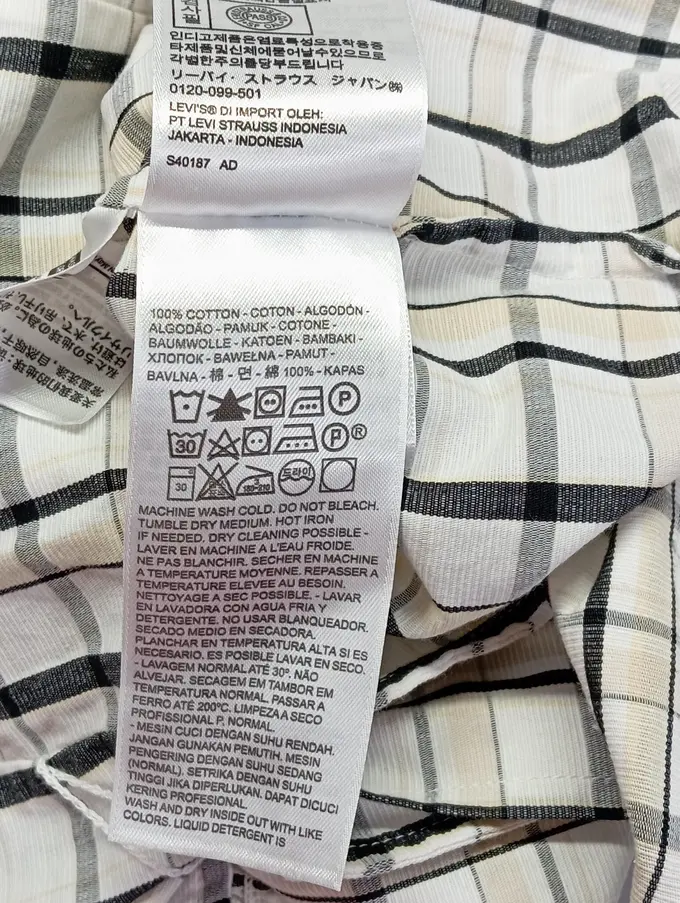 인디고제품은염료특성으로착용중
타제품및신체에묻어날수있으므로
각별한주의를당부드립니다
リーバイ・ストラウス ジャパン㈱
0120-099-501
LEVI'S® DI IMPORT OLEH:
PT LEVI STRAUSS INDONESIA
JAKARTA - INDONESIA
S40187 AD
100% COTTON - COTON - ALGODÓN -
ALGODÃO - PAMUK - COTONE -
BAUMWOLLE - KATOEN - BAMBAKI -
ХЛОПОК - BAWEŁNA - PAMUT -
BAVLNA - 棉 - 면 - 綿 100% - KAPAS
P
30 P ®
30 180-210 드라이
MACHINE WASH COLD. DO NOT BLEACH.
TUMBLE DRY MEDIUM. HOT IRON
IF NEEDED. DRY CLEANING POSSIBLE -
LAVER EN MACHINE A L'EAU FROIDE.
NE PAS BLANCHIR. SECHER EN MACHINE
A TEMPERATURE MOYENNE. REPASSER A
TEMPERATURE ELEVEE AU BESOIN.
NETTOYAGE A SEC POSSIBLE. - LAVAR
EN LAVADORA CON AGUA FRIA Y
DETERGENTE. NO USAR BLANQUEADOR.
SECADO MEDIO EN SECADORA.
PLANCHAR EN TEMPERATURA ALTA SI ES
NECESARIO. ES POSIBLE LAVAR EN SECO.
- LAVAGEM NORMAL ATÉ 30º. NÃO
ALVEJAR. SECAGEM EM TAMBOR EM
TEMPERATURA NORMAL. PASSAR A
FERRO ATÉ 200ºC. LIMPEZA A SECO
PROFISSIONAL P. NORMAL.
- MESIN CUCI DENGAN SUHU RENDAH.
JANGAN GUNAKAN PEMUTIH. MESIN
PENGERING DENGAN SUHU SEDANG
(NORMAL). SETRIKA DENGAN SUHU
TINGGI JIKA DIPERLUKAN. DAPAT DICUCI
KERING PROFESIONAL.
WASH AND DRY INSIDE OUT WITH LIKE
COLORS. LIQUID DETERGENT IS